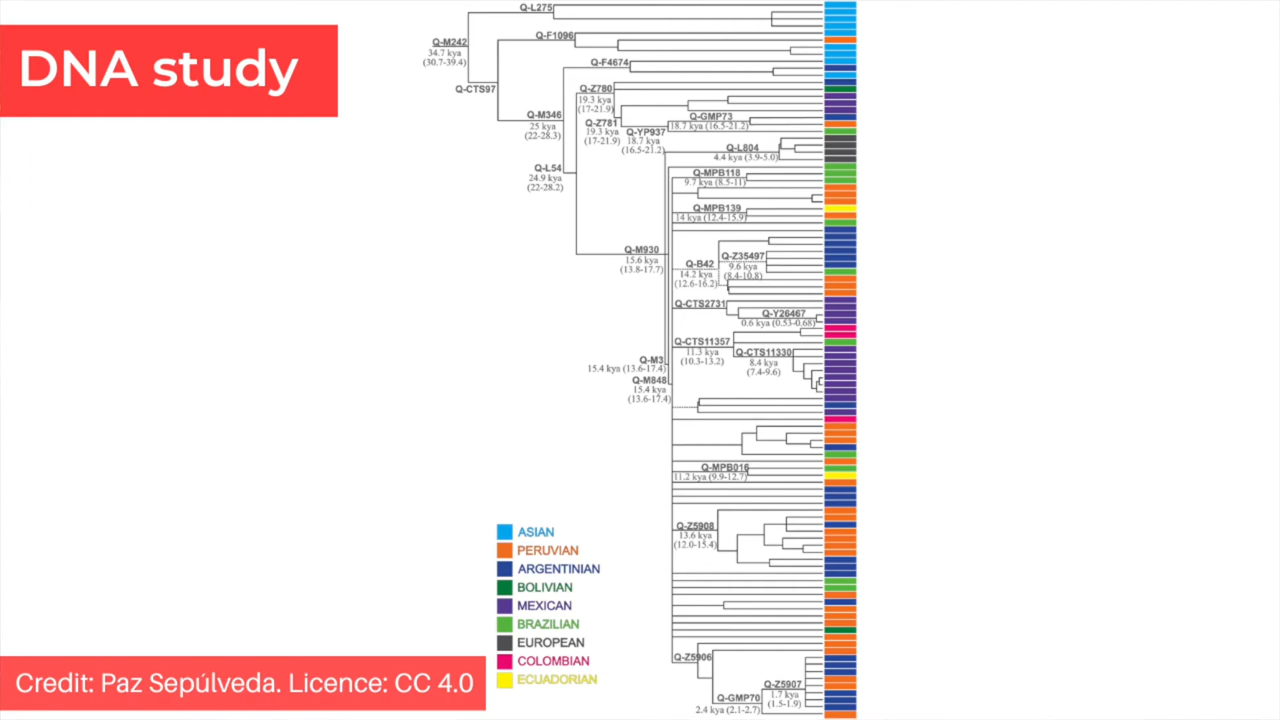 DNA study
Q-L275
Q-F1096
Q-M242
34.7 kya
(30.7-39.4)
Q-F4674
Q-CTS97
Q-Z780
19.3 kya
(17-21.9)
Q-M346
25 kya
(22-28.3)
Q-GMP73
18.7 kya (16.5-21.2)
Q-Z781
19.3 kya
(17-21.9)
Q-YP937
18.7 kya
(16.5-21.2)
Q-L804
4.4 kya (3.9-5.0)
Q-L54
24.9 kya
(22-28.2)
Q-MPB118
9.7 kya (8.5-11)
Q-MPB139
14 kya (12.4-15.9)
Q-M930
15.6 kya
(13.8-17.7)
Q-B42
14.2 kya
(12.6-16.2)
Q-Z35497
9.6 kya
(8.4-10.8)
Q-CTS2731
Q-Y26467
0.6 kya (0.53-0.68)
Q-CTS11357
11.3 kya
(10.3-13.2)
Q-CTS11330
8.4 kya
(7.4-9.6)
Q-M3
15.4 kya (13.6-17.4)
Q-M848
15.4 kya
(13.6-17.4)
Q-MPB016
11.2 kya (9.9-12.7)
Q-Z5908
13.6 kya
(12.0-15.4)
ASIAN
PERUVIAN
ARGENTINIAN
BOLIVIAN
MEXICAN
BRAZILIAN
EUROPEAN
COLOMBIAN
ECUADORIAN
Q-Z5906
Q-Z5907
1.7 kya
(1.5-1.9)
Q-GMP70
2.4 kya (2.1-2.7)
Credit: Paz Sepúlveda. Licence: CC 4.0